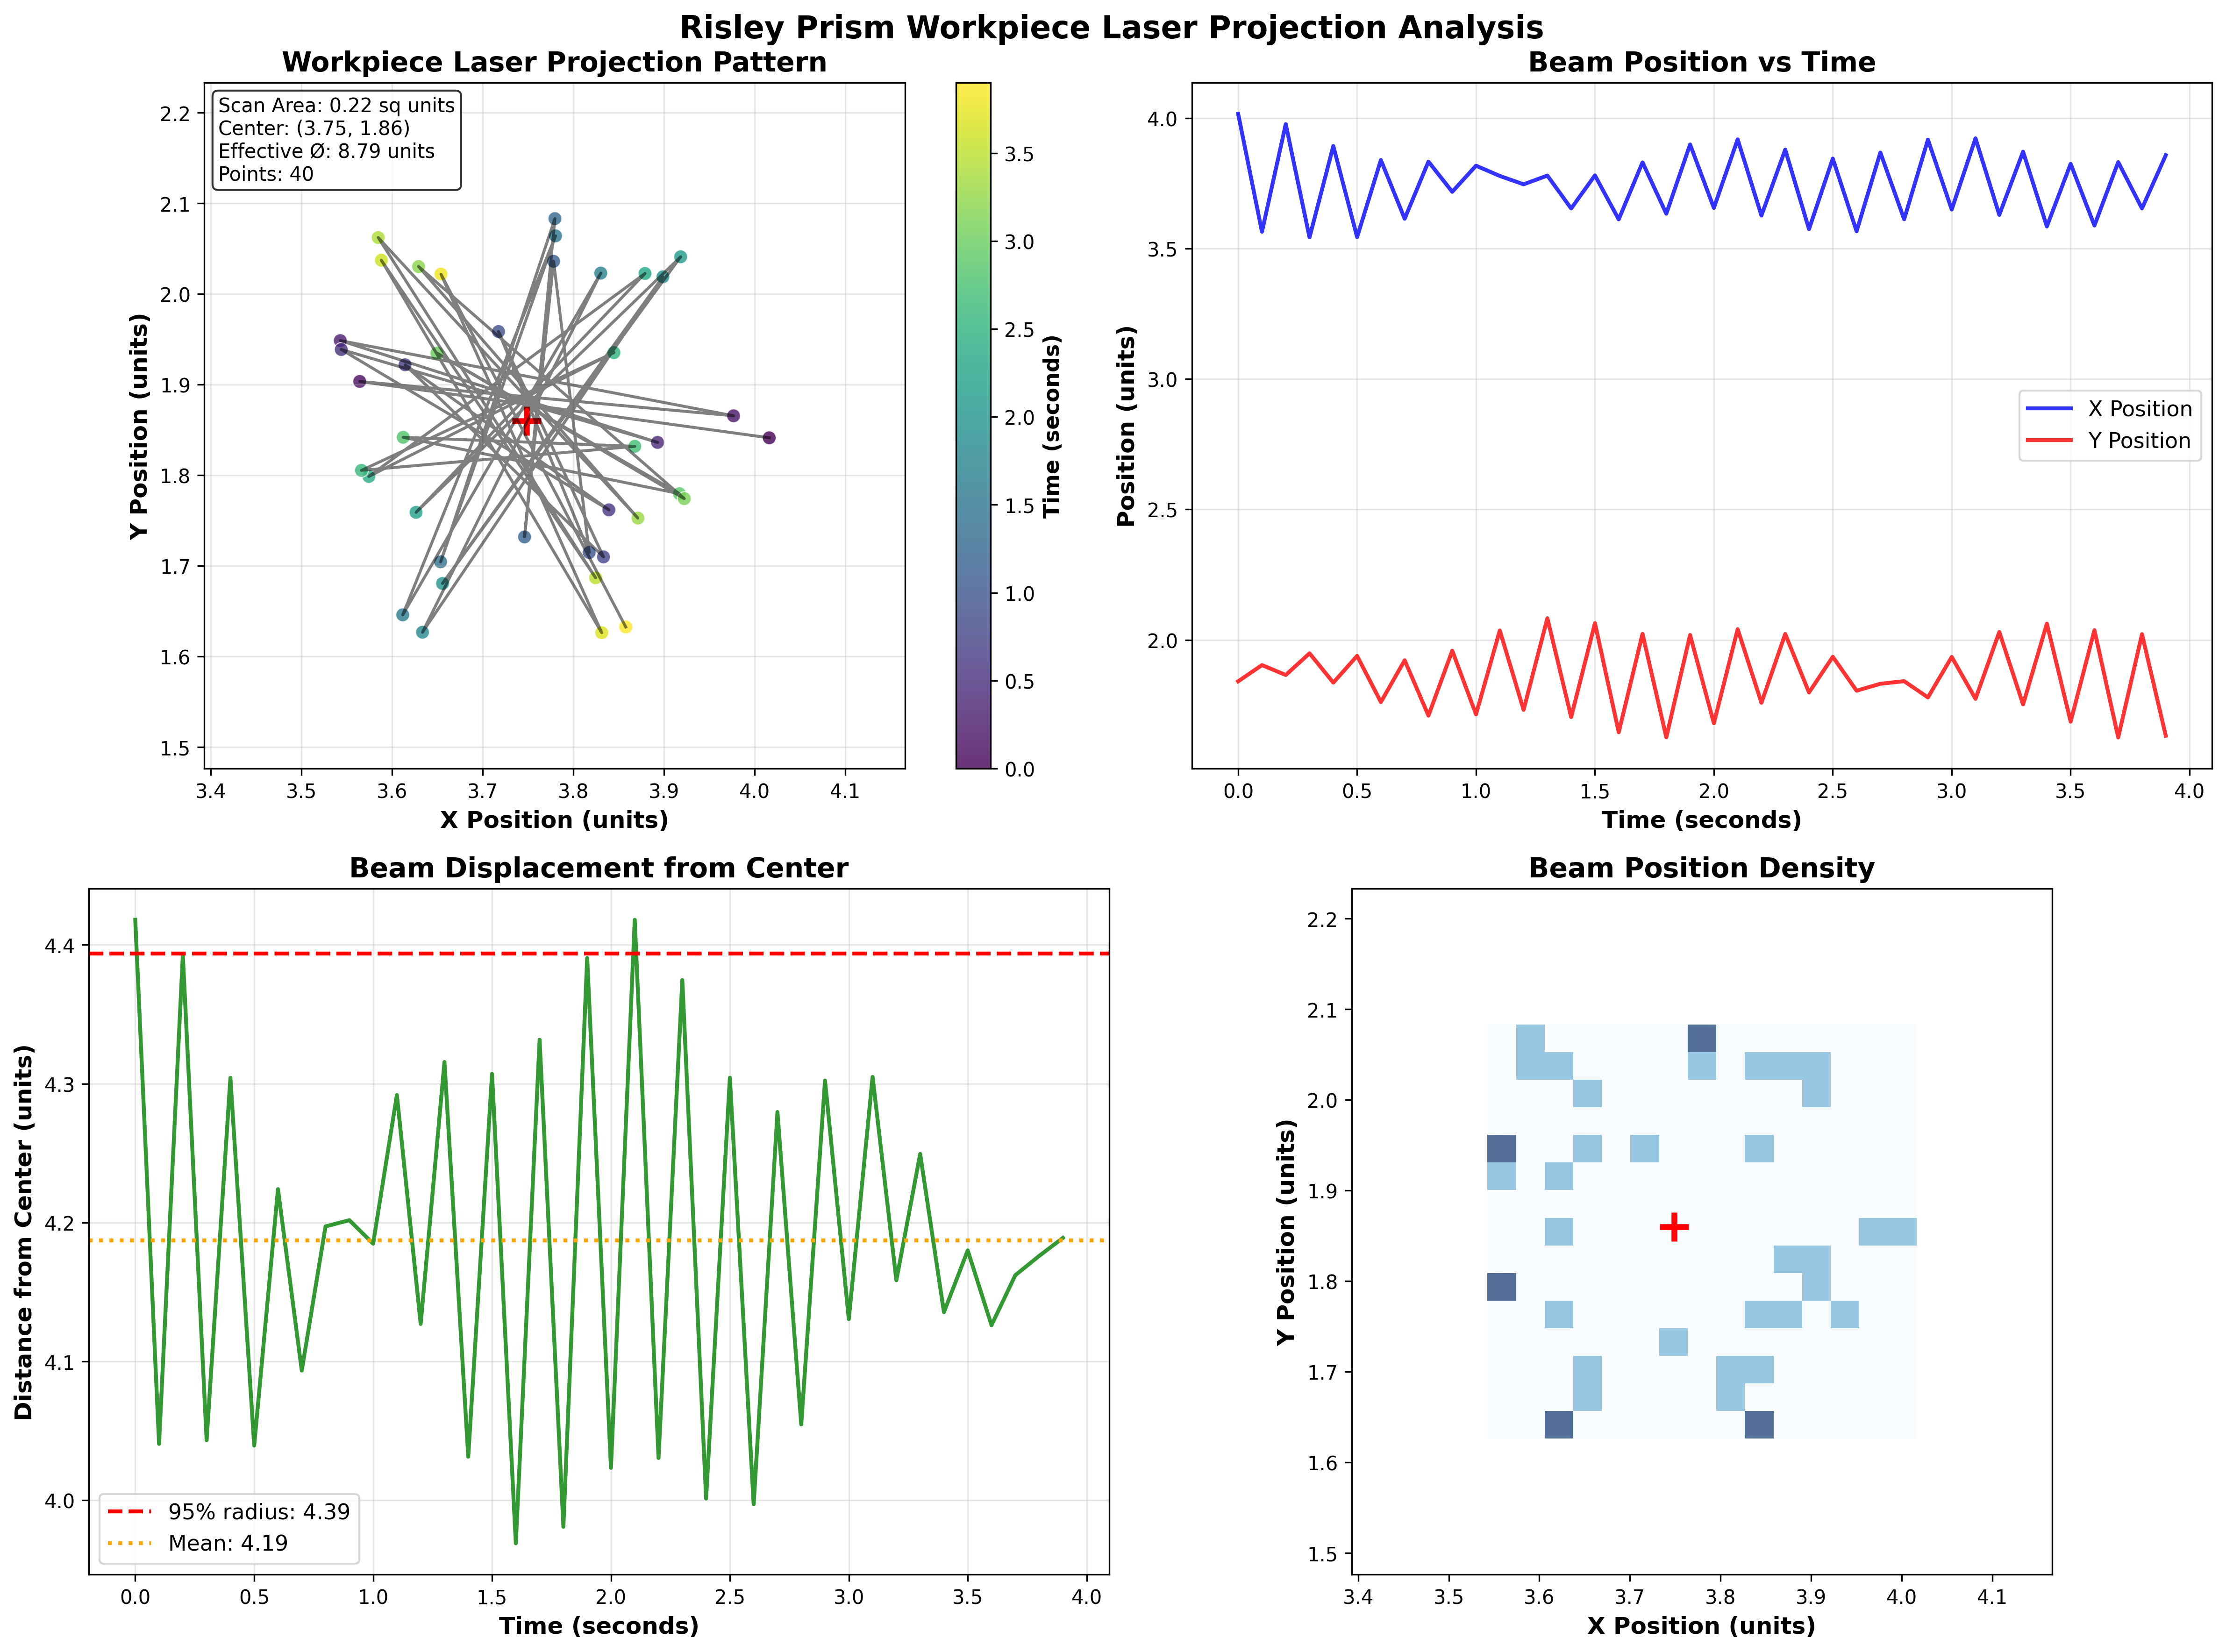 Risley Prism Workpiece Laser Projection Analysis
Workpiece Laser Projection Pattern
Scan Area: 0.22 sq units
Center: (3.75, 1.86)
Effective Ø: 8.79 units
Points: 40
Y Position (units)
2.2
2.1
2.0
1.9
1.8
1.7
1.6
1.5
3.4 3.5 3.6 3.7 3.8 3.9 4.0 4.1
X Position (units)
3.5
3.0
2.5
2.0
1.5
1.0
0.5
0.0
Time (seconds)
Beam Position vs Time
Position (units)
4.0
3.5
3.0
2.5
2.0
X Position
Y Position
0.0 0.5 1.0 1.5 2.0 2.5 3.0 3.5 4.0
Time (seconds)
Beam Displacement from Center
Distance from Center (units)
4.4
4.3
4.2
4.1
4.0
95% radius: 4.39
Mean: 4.19
0.0 0.5 1.0 1.5 2.0 2.5 3.0 3.5 4.0
Time (seconds)
Beam Position Density
Y Position (units)
2.2
2.1
2.0
1.9
1.8
1.7
1.6
1.5
3.4 3.5 3.6 3.7 3.8 3.9 4.0 4.1
X Position (units)